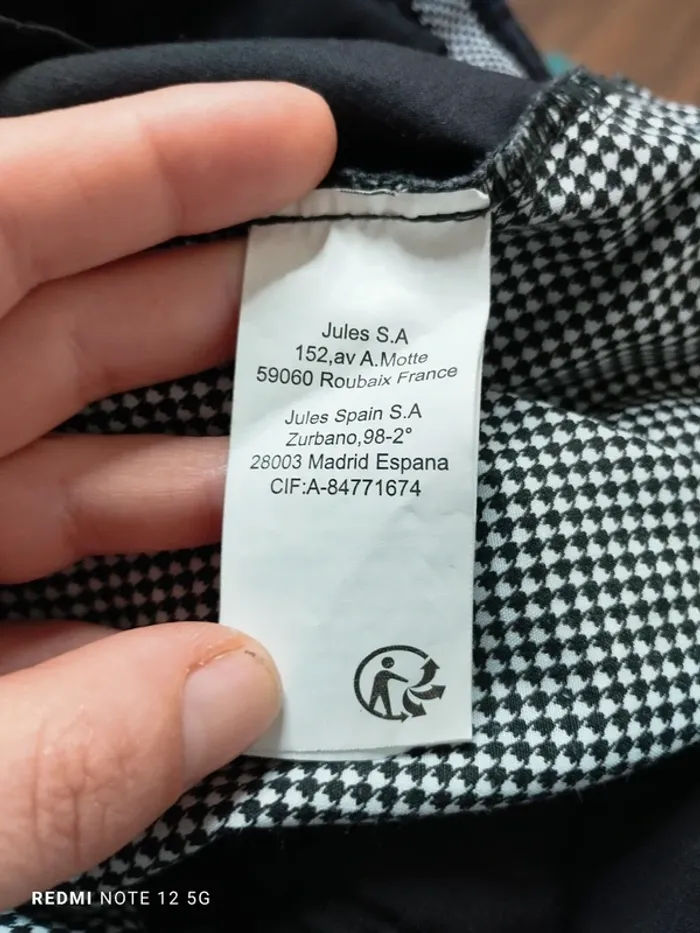 Jules S.A
152,av A.Motte
59060 Roubaix France
Jules Spain S.A
Zurbano,98-2°
28003 Madrid Espana
CIF:A-84771674
REDMI NOTE 12 5G